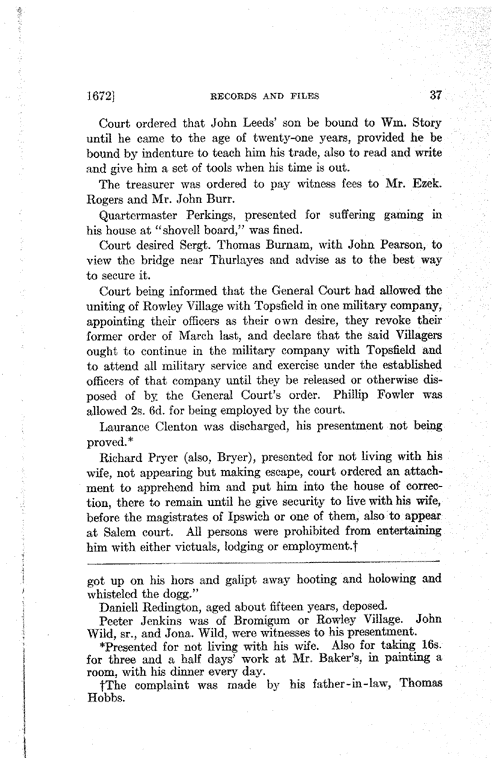 1672] RECORDS AND FILES 37
Court ordered that John Leeds' son be bound to Wm. Story
until he came to the age of twenty-one years, provided he be
bound by indenture to teach him his trade, also to read and write
and give him a set of tools when his time is out.
The treasurer was ordered to pay witness fees to Mr. Ezek.
Rogers and Mr. John Burr.
Quartermaster Perkings, presented for suffering gaming in
his house at "shovell board," was fined.
Court desired Sergt. Thomas Burnam, with John Pearson, to
view the bridge near Thurlayes and advise as to the best way
to secure it.
Court being informed that the General Court had allowed the
uniting of Rowley Village with Topsfield in one military company,
appointing their officers as their own desire, they revoke their
former order of March last, and declare that the said Villagers
ought to continue in the military company with Topsfield and
to attend all military service and exercise under the established
officers of that company until they be released or otherwise dis-
posed of by the General Court's order. Phillip Fowler was
allowed 2s. 6d. for being employed by the court.
Laurance Clenton was discharged, his presentment not being
proved.*
Richard Pryer (also, Bryer), presented for not living with his
wife, not appearing but making escape, court ordered an attach-
ment to apprehend him and put him into the house of correc-
tion, there to remain until he give security to live with his wife,
before the magistrates of Ipswich or one of them, also to appear
at Salem court. All persons were prohibited from entertaining
him with either victuals, lodging or employment.†
got up on his hors and galipt away hooting and holowing and
whisteled the dogg."
Daniell Redington, aged about fifteen years, deposed.
Peeter Jenkins was of Bromigum or Rowley Village. John
Wild, sr., and Jona. Wild, were witnesses to his presentment.
*Presented for not living with his wife. Also for taking 16s.
for three and a half days' work at Mr. Baker's, in painting a
room, with his dinner every day.
†The complaint was made by his father-in-law, Thomas
Hobbs.